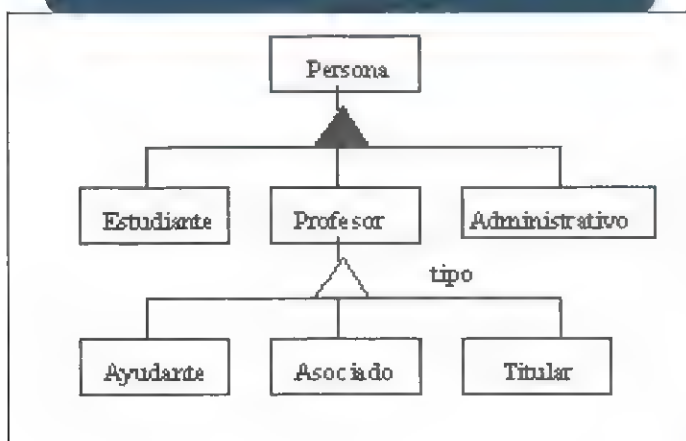 Persona
Estudiante Profesor Administrativo
tipo
Ayudante Asociado Titular